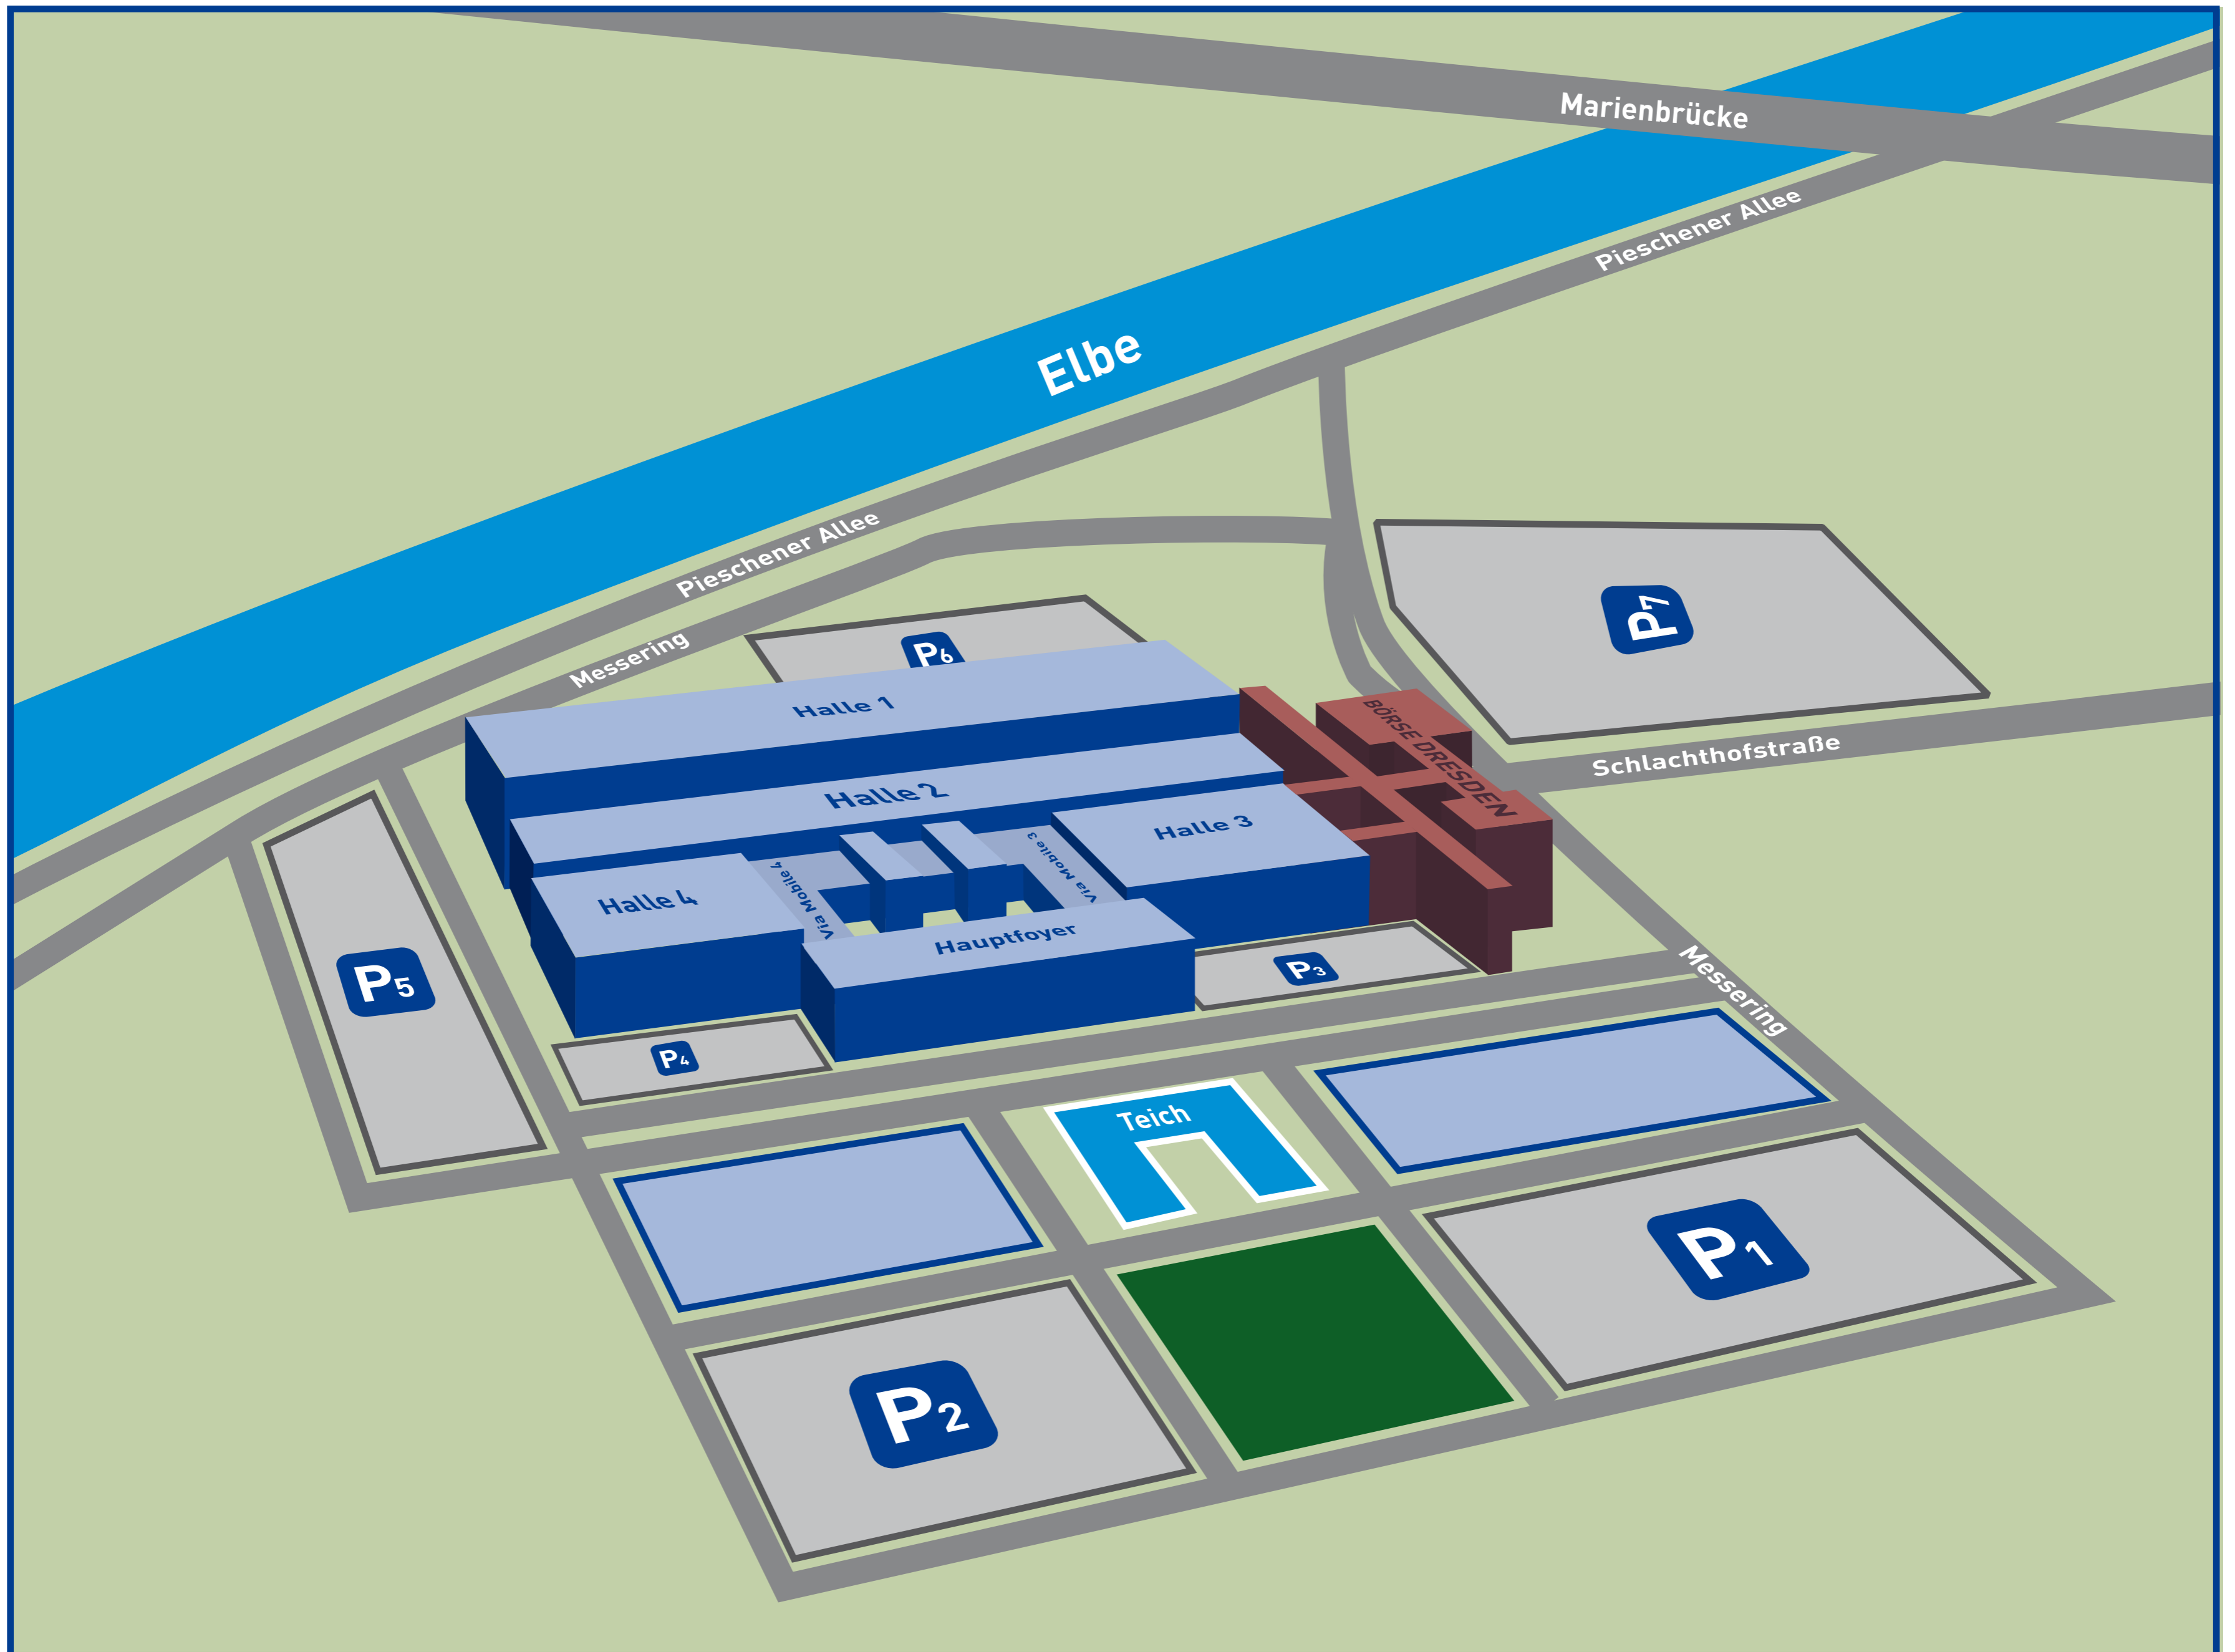 Marienbrücke
Pieschener Allee
Elbe
Pieschener Allee
Messering
P6
P7
Halle 1
BÖRSE DRESDEN
Schlachthofstraße
Halle 2
Halle 3
Via Mobile 3
Via Mobile 4
Halle 4
Hauptfoyer
P3
P5
Messering
P4
Teich
P1
P2